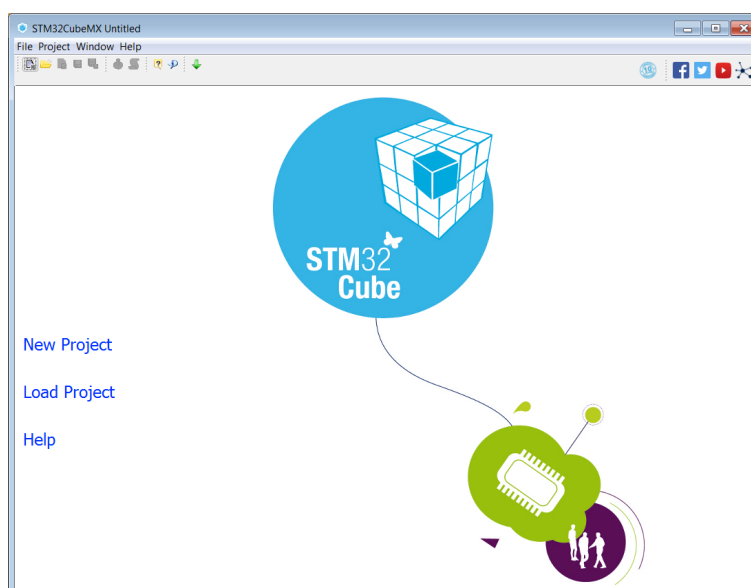 STM32CubeMX Untitled
File Project Window Help
STM32
Cube
New Project
Load Project
Help